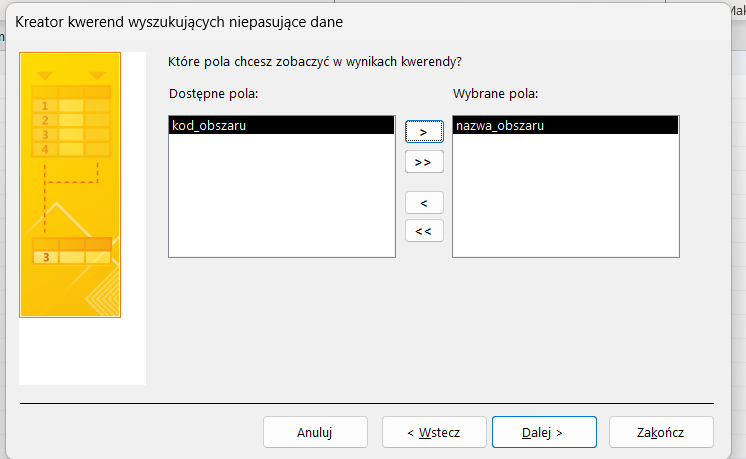 Mak
Kreator kwerend wyszukujących niepasujące dane
n
Które pola chcesz zobaczyć w wynikach kwerendy?
Dostępne pola:
Wybrane pola:
kod_obszaru
nazwa_obszaru
>
>>
<
<<
1
2
3
4
3
Anuluj
< Wstecz
Dalej >
Zakończ